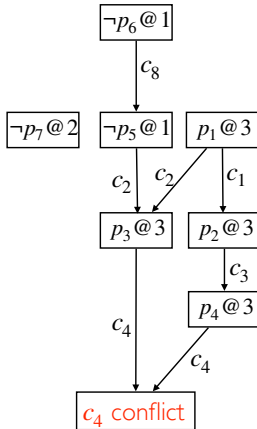 ¬p₆@1
c₈
¬p₇@2 ¬p₅@1 p₁@3
c₂ c₂ c₁
p₃@3 p₂@3
c₃
p₄@3
c₄ c₄
c₄ conflict